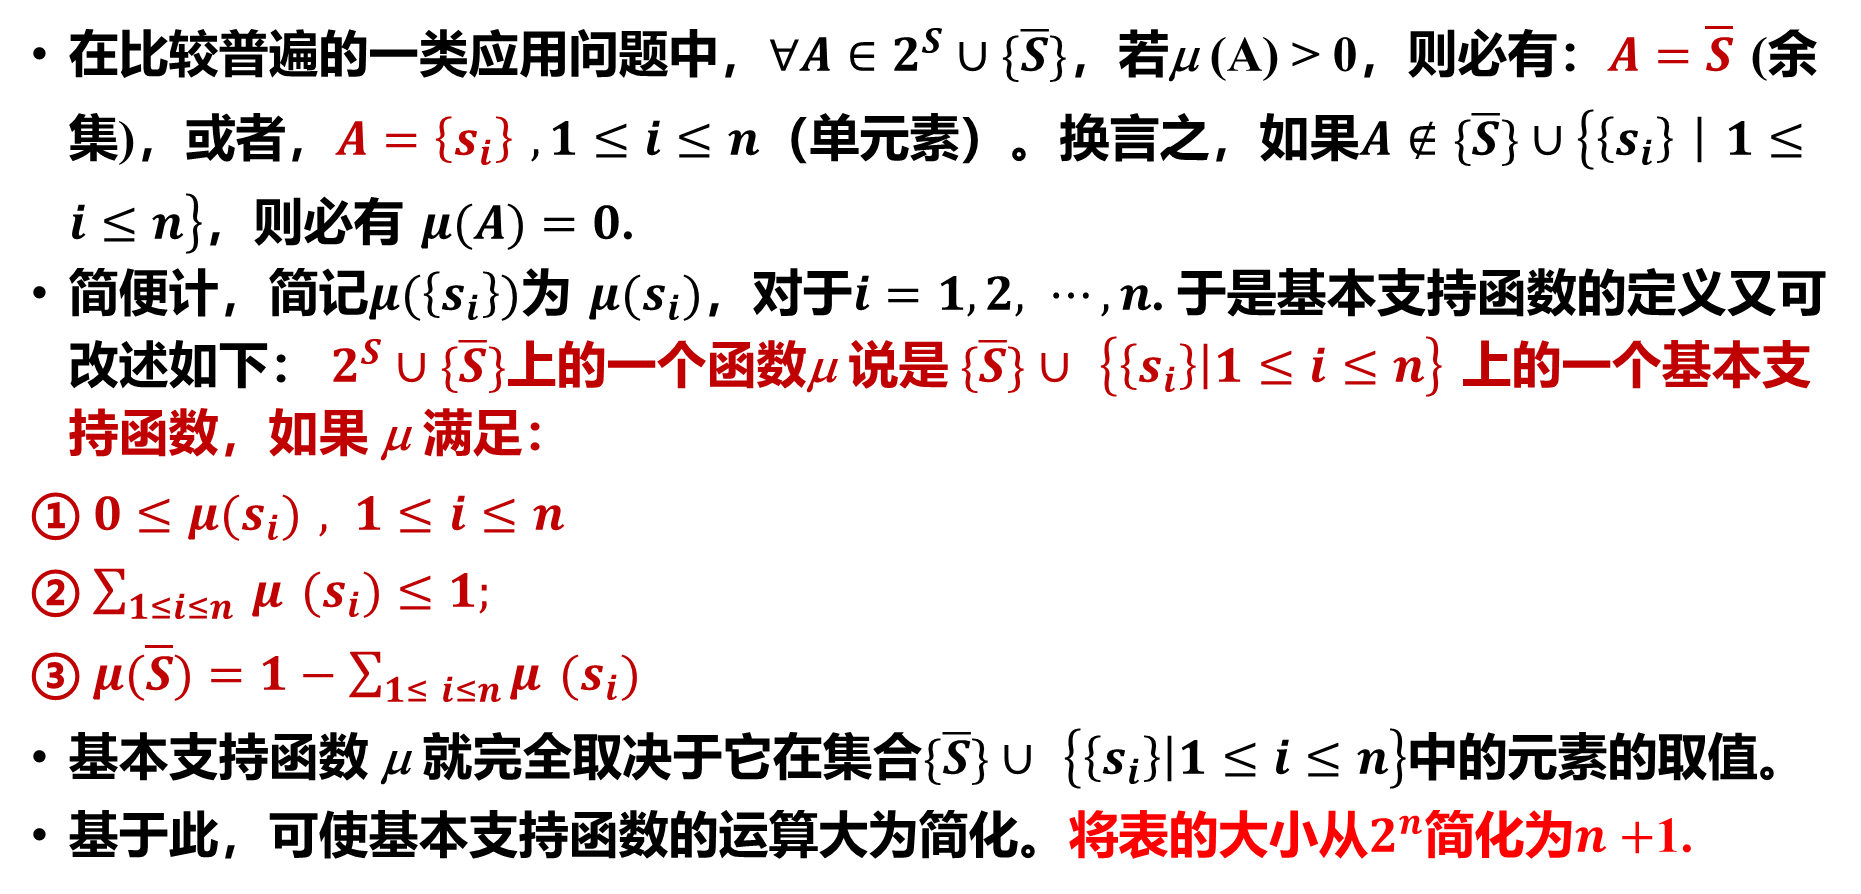 • 在比较普遍的一类应用问题中，∀A ∈ 2^S ∪ {S̅}，若μ (A) > 0，则必有：A = S̅ (余
集)，或者，A = {s_i} , 1 ≤ i ≤ n（单元素）。换言之，如果A ∉ {S̅} ∪ {{s_i} | 1 ≤
i ≤ n}，则必有 μ(A) = 0.
• 简便计，简记μ({s_i})为 μ(s_i)，对于i = 1, 2, ⋯ , n. 于是基本支持函数的定义又可
改述如下： 2^S ∪ {S̅}上的一个函数μ 说是 {S̅} ∪ {{s_i}|1 ≤ i ≤ n} 上的一个基本支
持函数，如果 μ 满足：
① 0 ≤ μ(s_i) , 1 ≤ i ≤ n
② ∑_{1≤i≤n} μ (s_i) ≤ 1;
③ μ(S̅) = 1 − ∑_{1≤ i≤n} μ (s_i)
• 基本支持函数 μ 就完全取决于它在集合{S̅} ∪ {{s_i}|1 ≤ i ≤ n}中的元素的取值。
• 基于此，可使基本支持函数的运算大为简化。将表的大小从2^n简化为n +1.